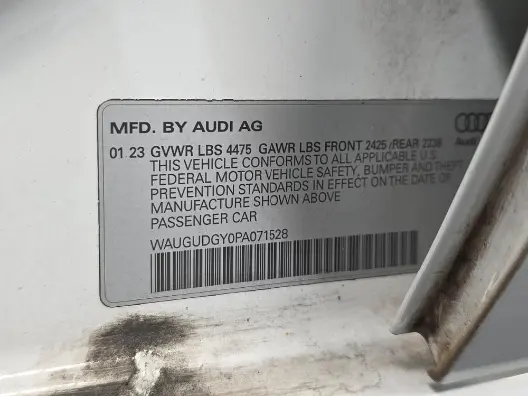 MFD. BY AUDI AG
01 23 GVWR LBS 4475 GAWR LBS FRONT 2425 /REAR 2238
THIS VEHICLE CONFORMS TO ALL APPLICABLE U.S.
FEDERAL MOTOR VEHICLE SAFETY, BUMPER AND THEFT
PREVENTION STANDARDS IN EFFECT ON THE DATE OF
MANUFACTURE SHOWN ABOVE
PASSENGER CAR
WAUGUDGY0PA071528
Audi